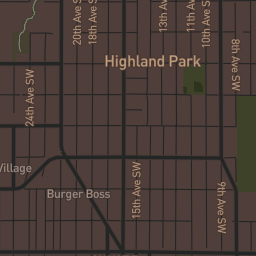 20th Ave S
18th Ave S
13th Ave
11th Ave
10th Ave SW
8th Ave SW
Highland Park
24th Ave SW
Village
15th Ave SW
Burger Boss
9th Ave SW